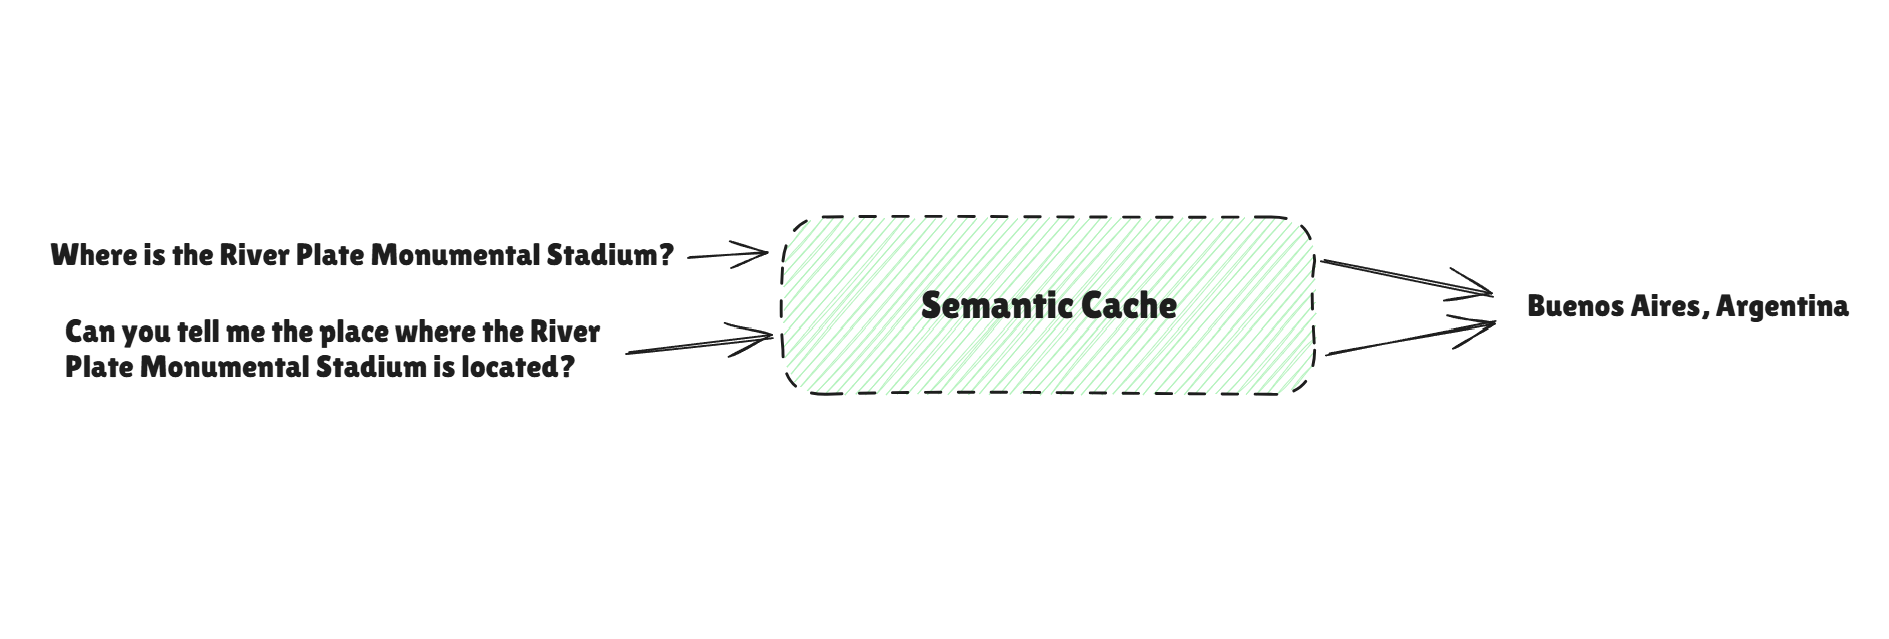 Where is the River Plate Monumental Stadium?
Can you tell me the place where the River
Plate Monumental Stadium is located?
Semantic Cache
Buenos Aires, Argentina